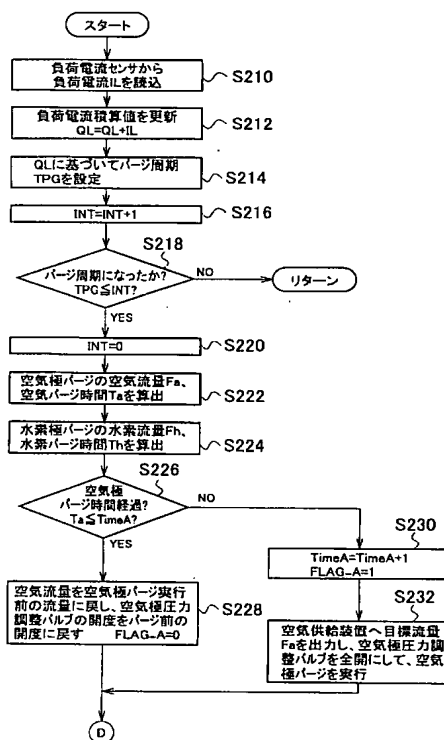 スタート
負荷電流センサから
負荷電流ILを読込
S210
負荷電流積算値を更新
QL=QL+IL
S212
QLに基づいてパージ周期
TPGを設定
S214
INT=INT+1
S216
S218
パージ周期になったか?
TPG≦INT?
NO
リターン
YES
INT=0
S220
空気極パージの空気流量Fa、
空気パージ時間Taを算出
S222
水素極パージの水素流量Fh、
水素パージ時間Thを算出
S224
S226
空気極
パージ時間経過?
Ta≦TimeA?
NO
YES
S230
TimeA=TimeA+1
FLAG-A=1
空気流量を空気極パージ実行
前の流量に戻し、空気極圧力
調整バルブの開度をパージ前の
開度に戻す FLAG-A=0
S228
S232
空気供給装置へ目標流量
Faを出力し、空気極圧力調
整バルブを全開にして、空気
極パージを実行
D